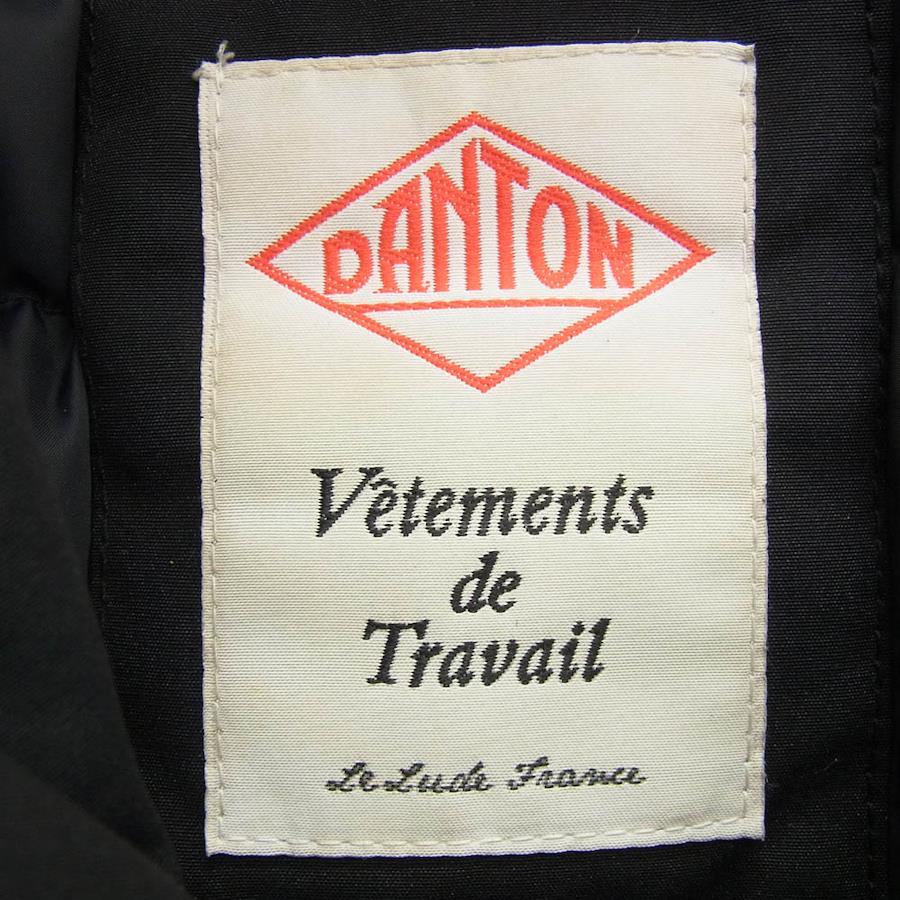 DANTON
Vêtements
de
Travail
Le Lude France